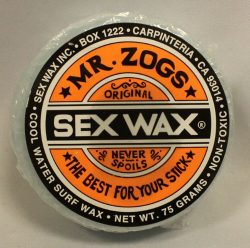 SEX WAX INC. • BOX 1222 • CARPINTERIA • CA 93014 • NON-TOXIC •
MR. ZOGS
ORIGINAL
SEX WAX®
NEVER SPOILS
THE BEST FOR YOUR STICK
COOL WATER SURF WAX • NET WT. 75 GRAMS •